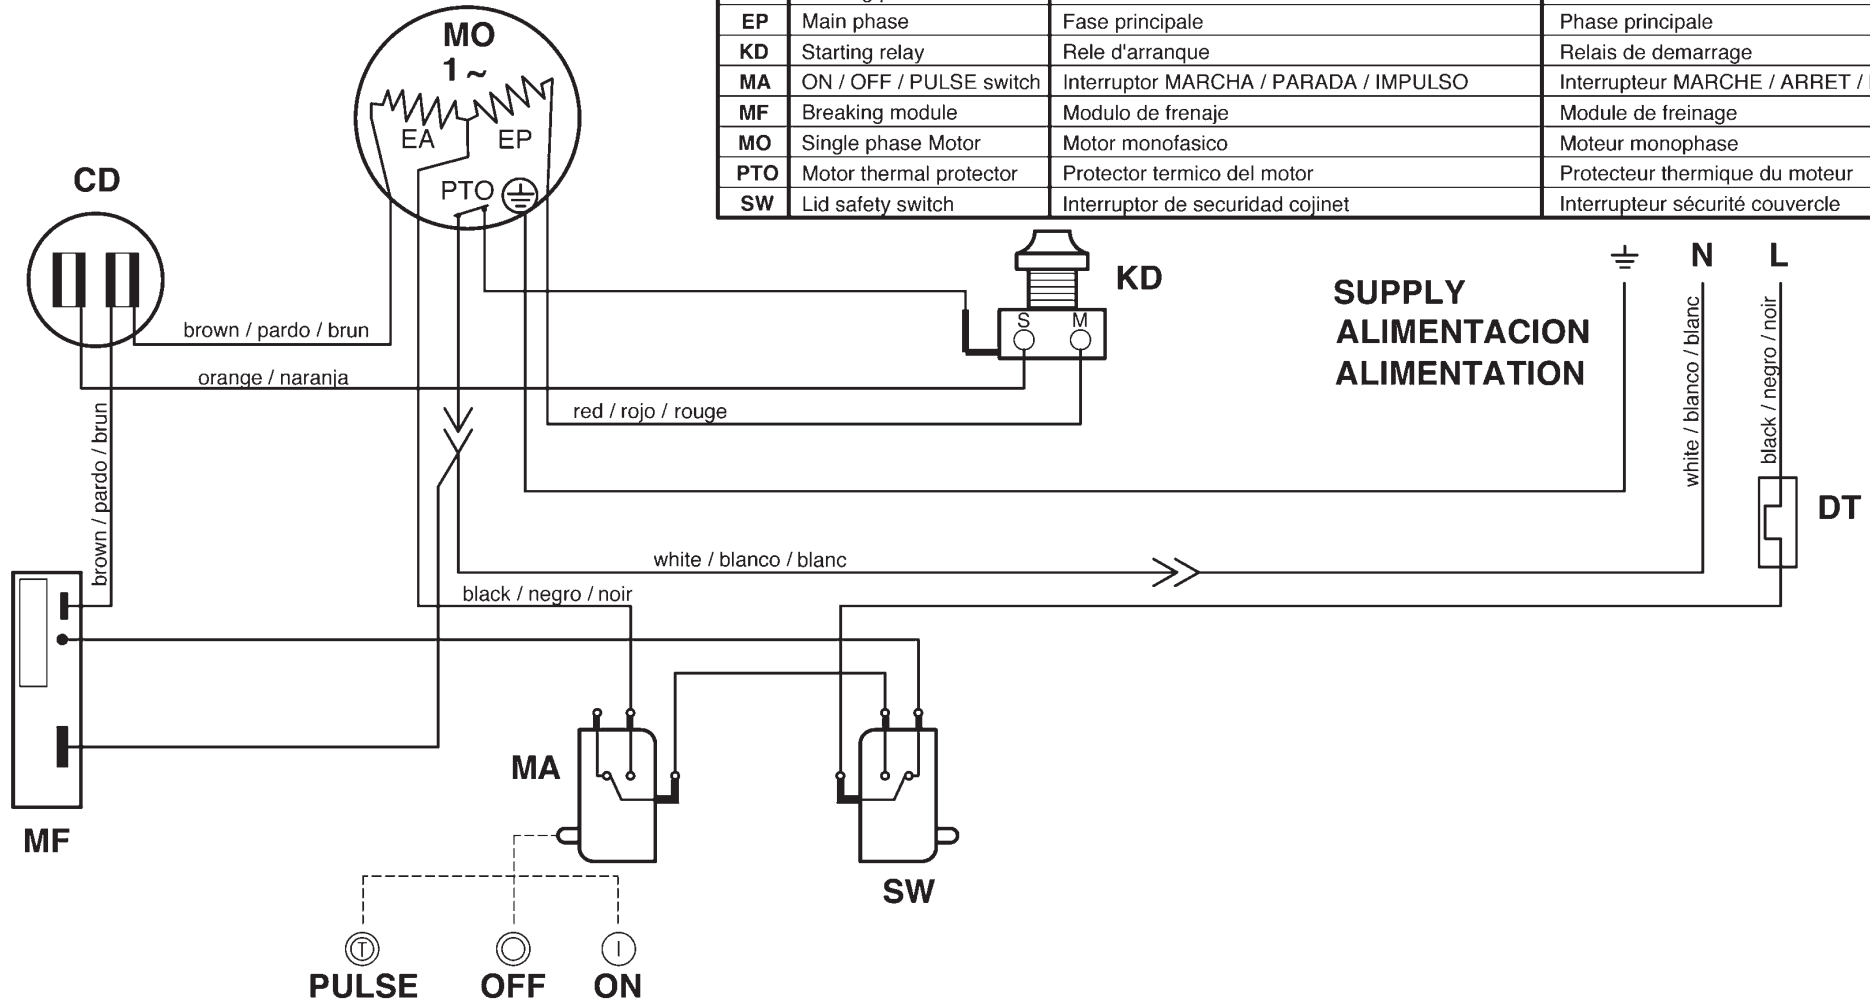 EP Main phase Fase principale Phase principale
KD Starting relay Rele d'arranque Relais de demarrage
MA ON / OFF / PULSE switch Interruptor MARCHA / PARADA / IMPULSO Interrupteur MARCHE / ARRET /
MF Breaking module Modulo de frenaje Module de freinage
MO Single phase Motor Motor monofasico Moteur monophase
PTO Motor thermal protector Protector termico del motor Protecteur thermique du moteur
SW Lid safety switch Interruptor de securidad cojinet Interrupteur sécurité couvercle
MO
1 ~
EA EP
PTO
CD
brown / pardo / brun
orange / naranja
red / rojo / rouge
brown / pardo / brun
KD
S M
SUPPLY
ALIMENTACION
ALIMENTATION
N L
white / blanco / blanc
black / negro / noir
DT
white / blanco / blanc
black / negro / noir
MA
MF
SW
T I
PULSE OFF ON